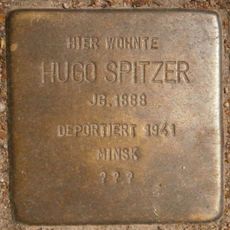 HIER WOHNTE
HUGO SPITZER
JG. 1888
DEPORTIERT 1941
MINSK
? ? ?